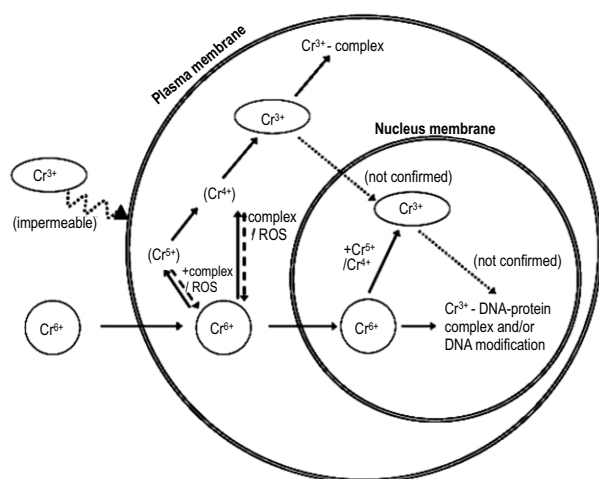 Cr³⁺ - complex
Plasma membrane
Cr³⁺
Nucleus membrane
Cr³⁺
(impermeable)
(Cr⁴⁺)
(not confirmed)
Cr³⁺
+complex
/ ROS
(Cr⁵⁺)
+complex
/ ROS
+Cr⁵⁺
/Cr⁴⁺
(not confirmed)
Cr⁶⁺
Cr⁶⁺
Cr⁶⁺
Cr³⁺ - DNA-protein
complex and/or
DNA modification